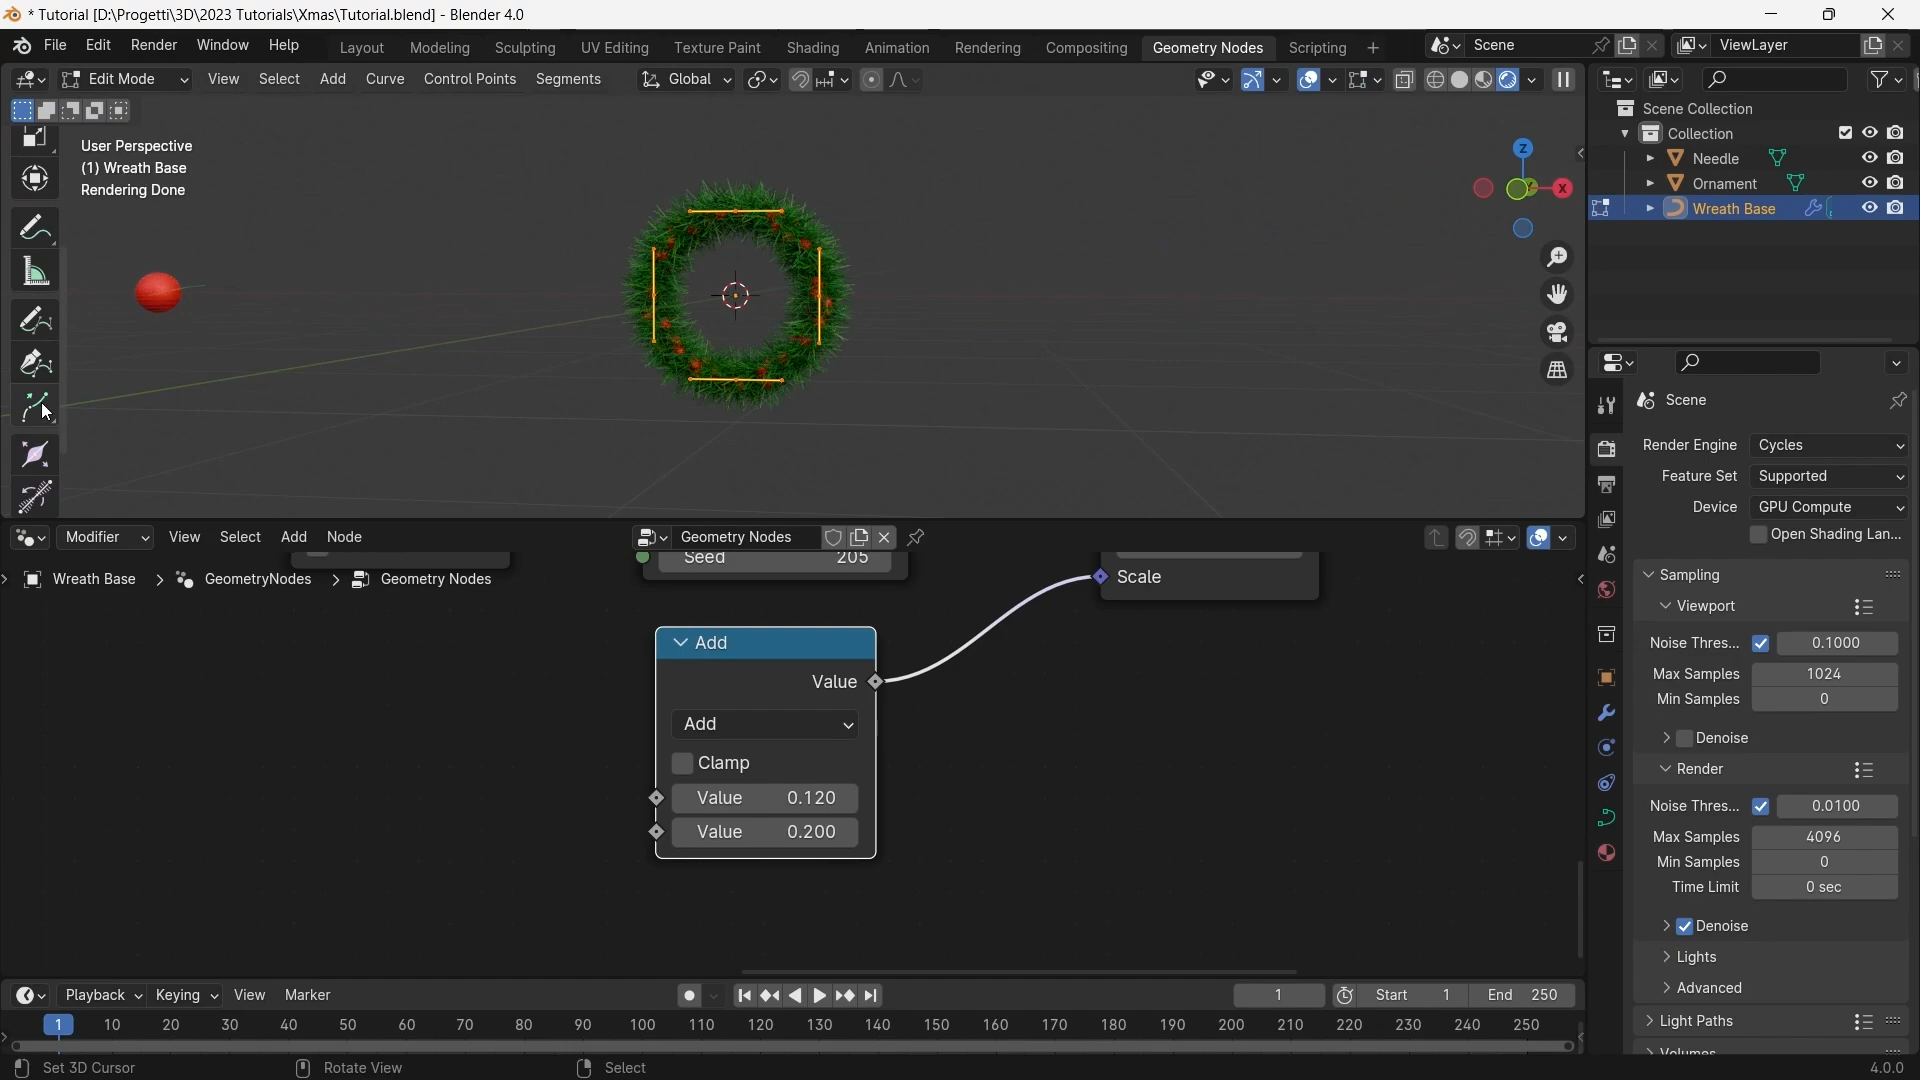 * Tutorial [D:\Progetti\3D\2023 Tutorials\Xmas\Tutorial.blend] - Blender 4.0
File Edit Render Window Help Layout Modeling Sculpting UV Editing Texture Paint Shading Animation Rendering Compositing Geometry Nodes Scripting + Scene ViewLayer
Edit Mode View Select Add Curve Control Points Segments Global
User Perspective
(1) Wreath Base
Rendering Done
Z
X
Scene Collection
Collection
Needle
Ornament
Wreath Base
Scene
Render Engine Cycles
Feature Set Supported
Device GPU Compute
Open Shading Lan...
Sampling
Viewport
Noise Thres... 0.1000
Max Samples 1024
Min Samples 0
Denoise
Render
Noise Thres... 0.0100
Max Samples 4096
Min Samples 0
Time Limit 0 sec
Denoise
Lights
Advanced
Light Paths
Volumes
Modifier View Select Add Node Geometry Nodes
Wreath Base > GeometryNodes > Geometry Nodes
Seed 205
Scale
Add
Value
Add
Clamp
Value 0.120
Value 0.200
Playback Keying View Marker 1 Start 1 End 250
1 10 20 30 40 50 60 70 80 90 100 110 120 130 140 150 160 170 180 190 200 210 220 230 240 250
Set 3D Cursor Rotate View Select 4.0.0